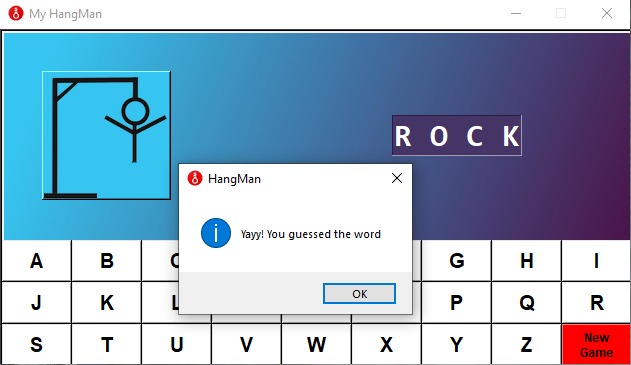 My HangMan
R O C K
HangMan
Yayy! You guessed the word
OK
A B G H I
J K L P Q R
S T U V W X Y Z New
Game